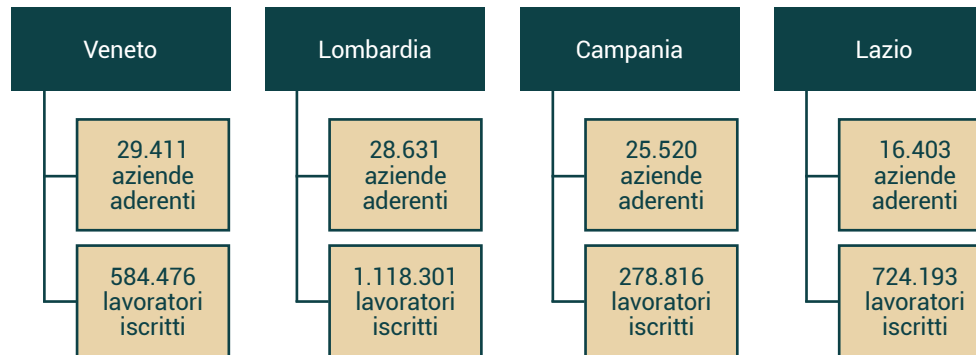 Veneto
29.411
aziende
aderenti
584.476
lavoratori
iscritti
Lombardia
28.631
aziende
aderenti
1.118.301
lavoratori
iscritti
Campania
25.520
aziende
aderenti
278.816
lavoratori
iscritti
Lazio
16.403
aziende
aderenti
724.193
lavoratori
iscritti